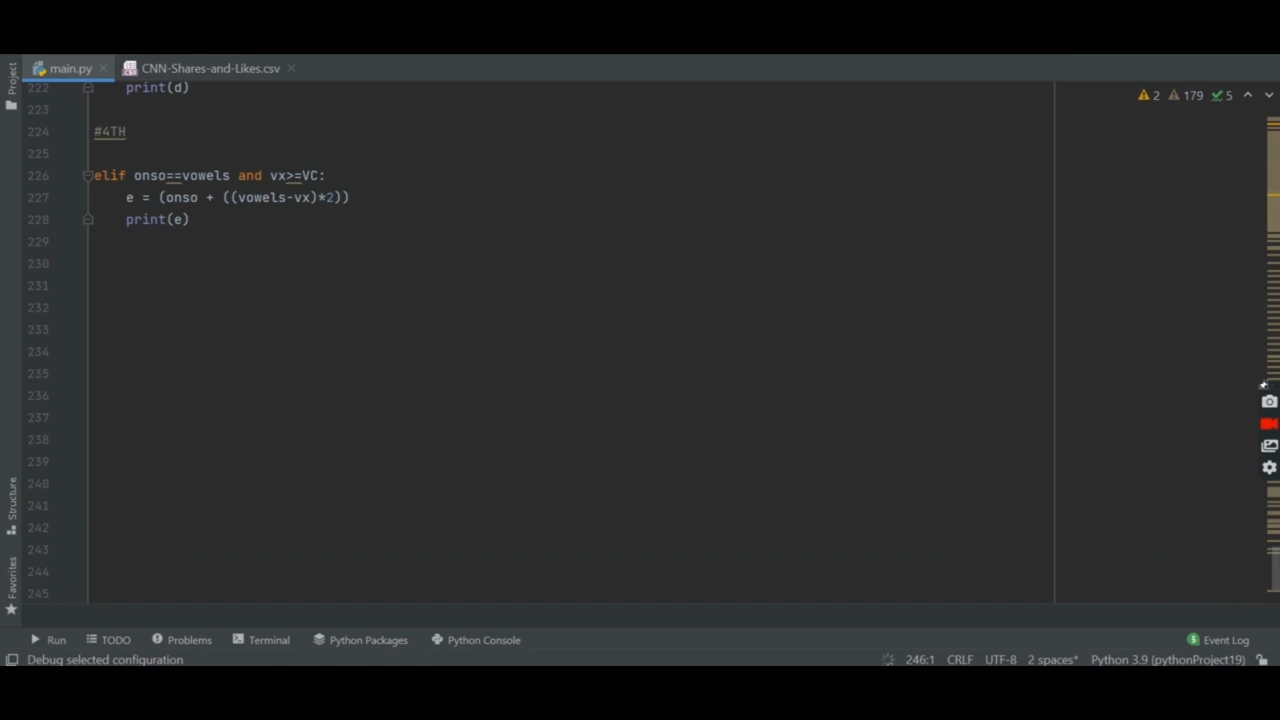 Project
main.py
CNN-Shares-and-Likes.csv
2 179 5
222 print(d)
223
224 #4TH
225
226 elif onso==vowels and vx>=VC:
227 e = (onso + ((vowels-vx)*2))
228 print(e)
229
230
231
232
233
234
235
236
237
238
239
240
241
242
243
244
245
Structure
Favorites
Run TODO Problems Terminal Python Packages Python Console Event Log
Debug selected configuration 246:1 CRLF UTF-8 2 spaces* Python 3.9 (pythonProject19)